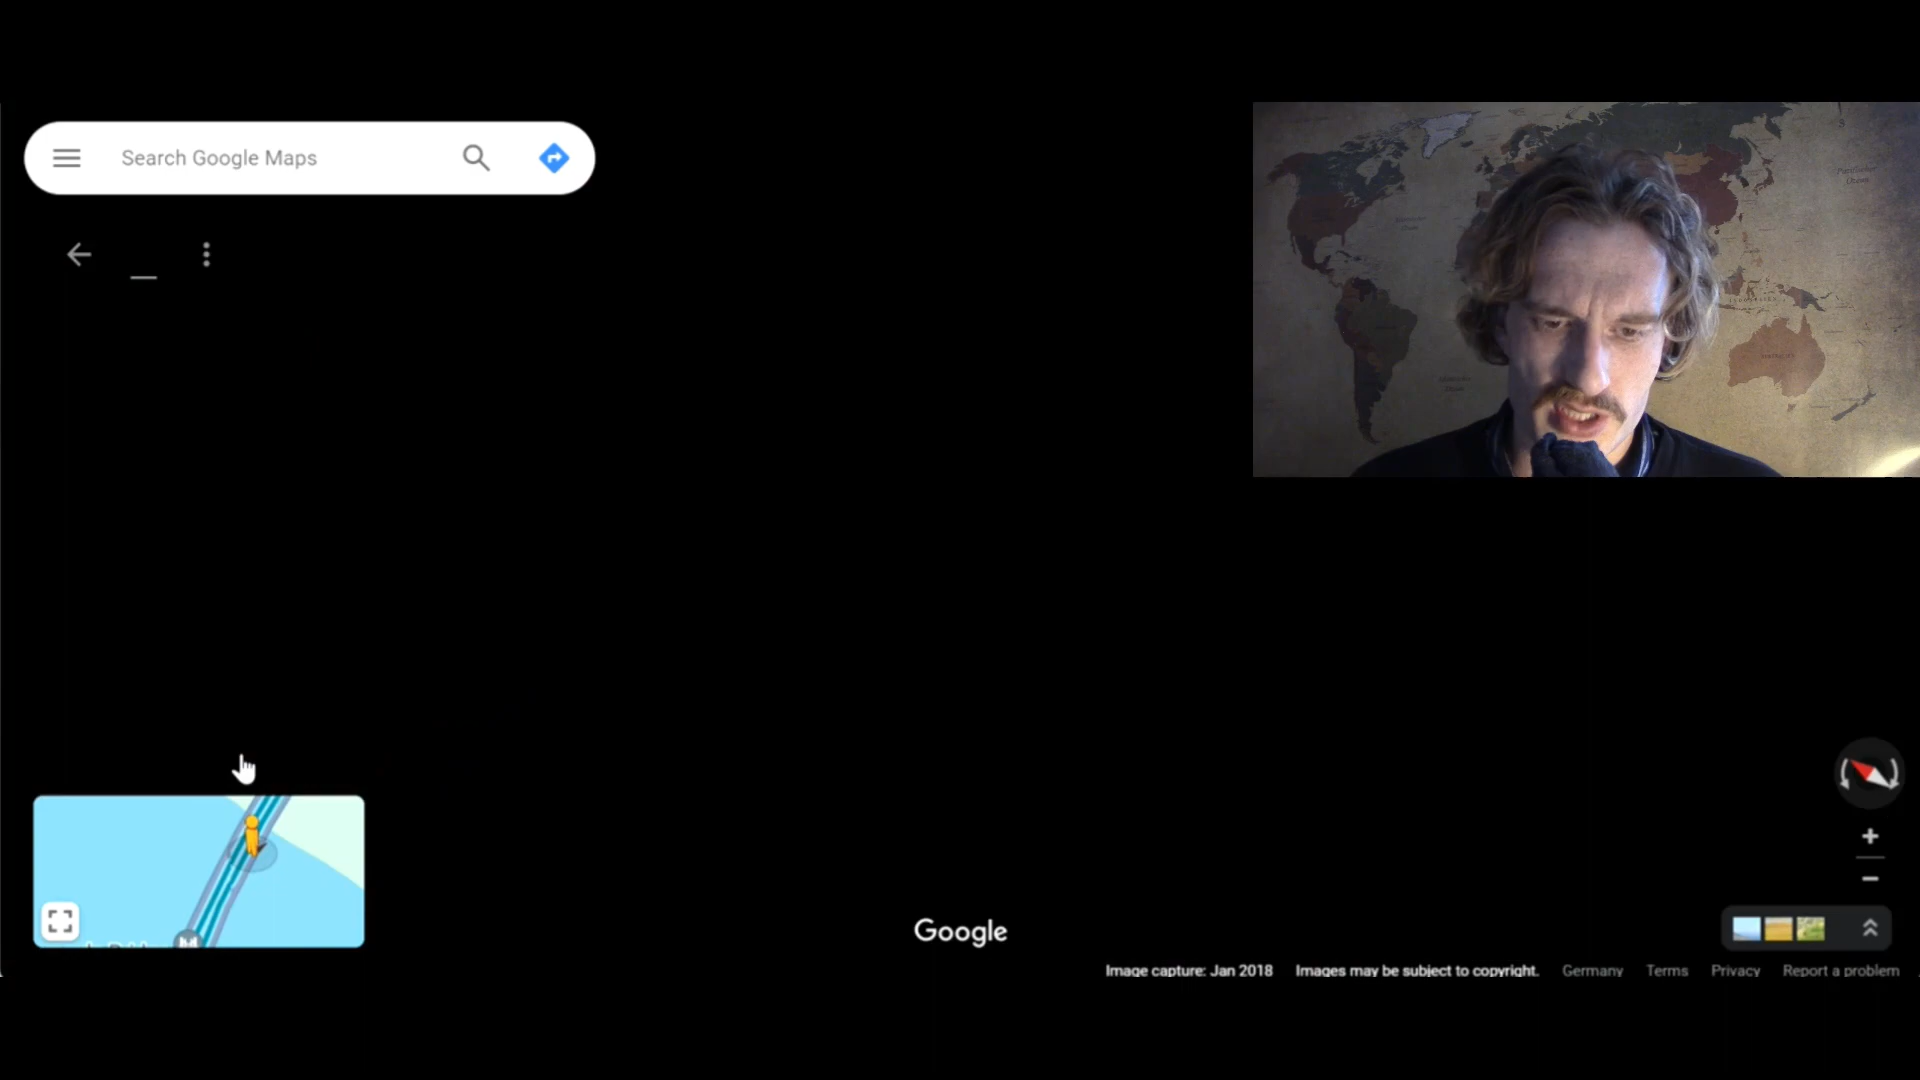 Search Google Maps
Google
Image capture: Jan 2018 Images may be subject to copyright. Germany Terms Privacy Report a problem